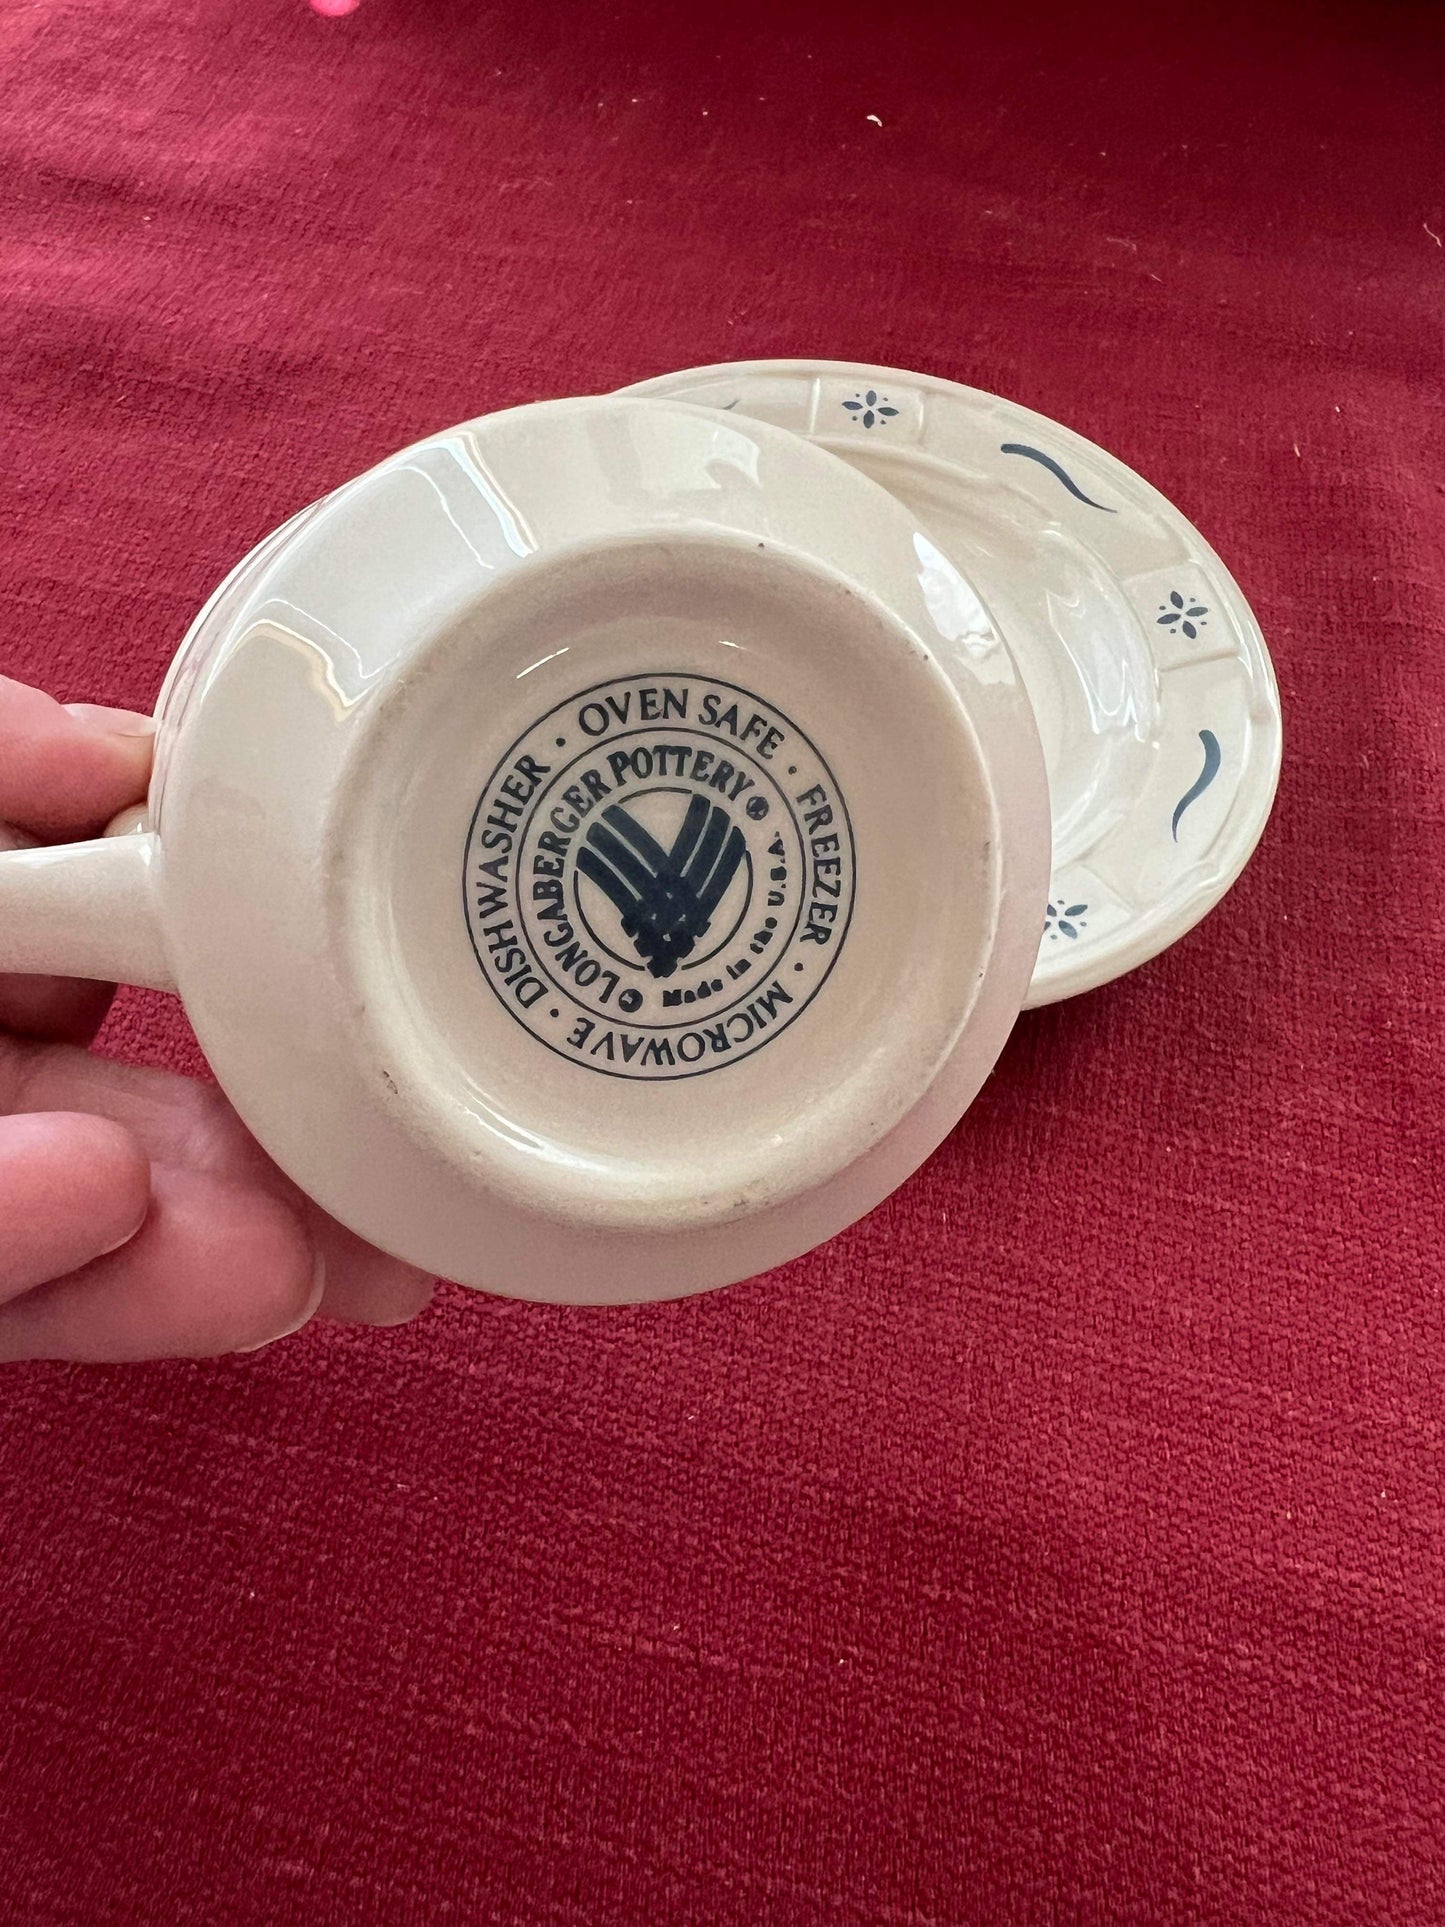 DISHWASHER · OVEN SAFE · FREEZER · MICROWAVE ·
© LONGABERGER POTTERY ®
Made in the U.S.A.